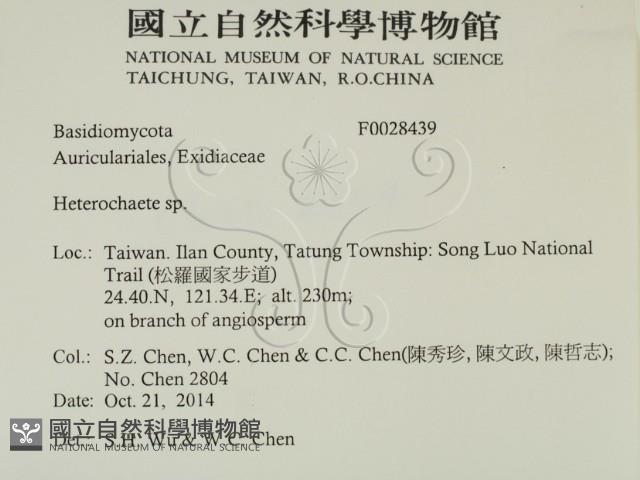 國立自然科學博物館
NATIONAL MUSEUM OF NATURAL SCIENCE
TAICHUNG, TAIWAN, R.O.CHINA
Basidiomycota F0028439
Auriculariales, Exidiaceae
Heterochaete sp.
Loc.: Taiwan. Ilan County, Tatung Township: Song Luo National
Trail (松羅國家步道)
24.40.N, 121.34.E; alt. 230m;
on branch of angiosperm
Col.: S.Z. Chen, W.C. Chen & C.C. Chen(陳秀珍, 陳文政, 陳哲志);
No. Chen 2804
Date: Oct. 21, 2014
Det.: S.H. Wu & W.C. Chen
國立自然科學博物館
NATIONAL MUSEUM OF NATURAL SCIENCE